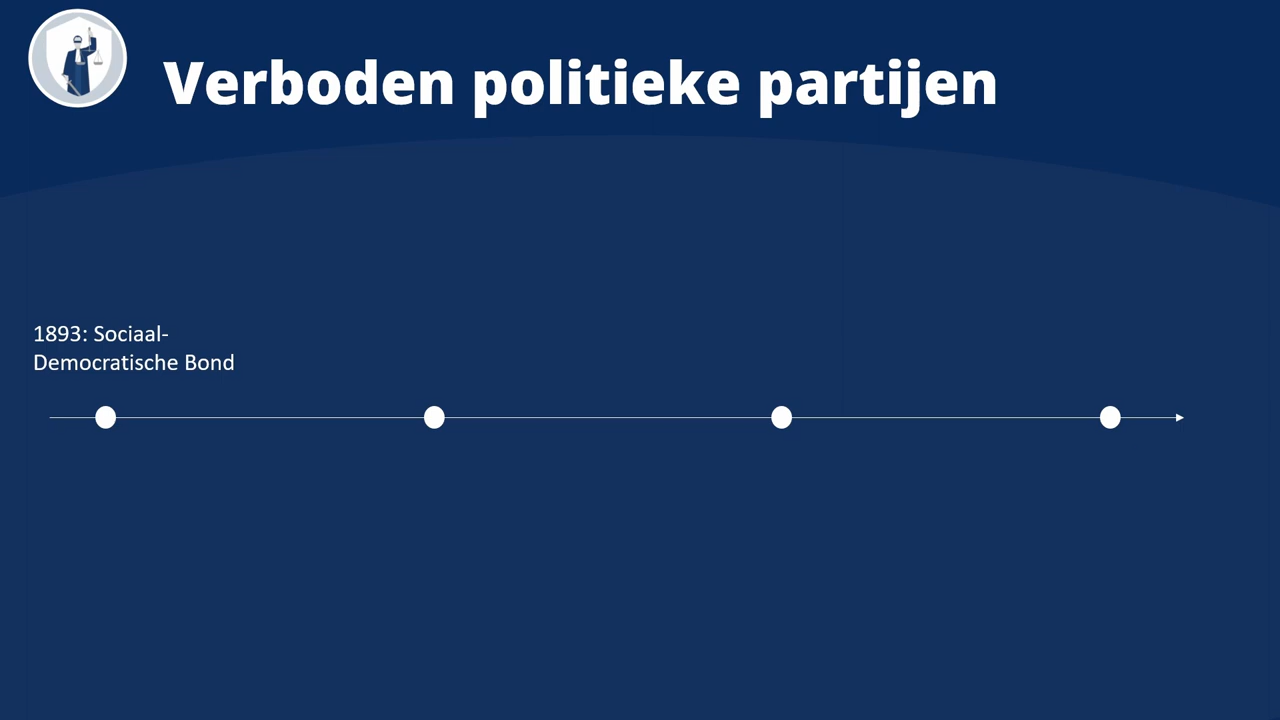 Verboden politieke partijen
1893: Sociaal-
Democratische Bond